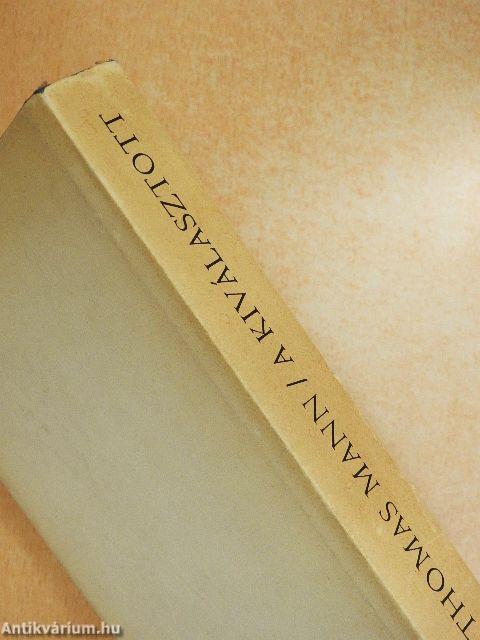 THOMAS MANN / A KIVÁLASZTOTT
Antikvárium.hu